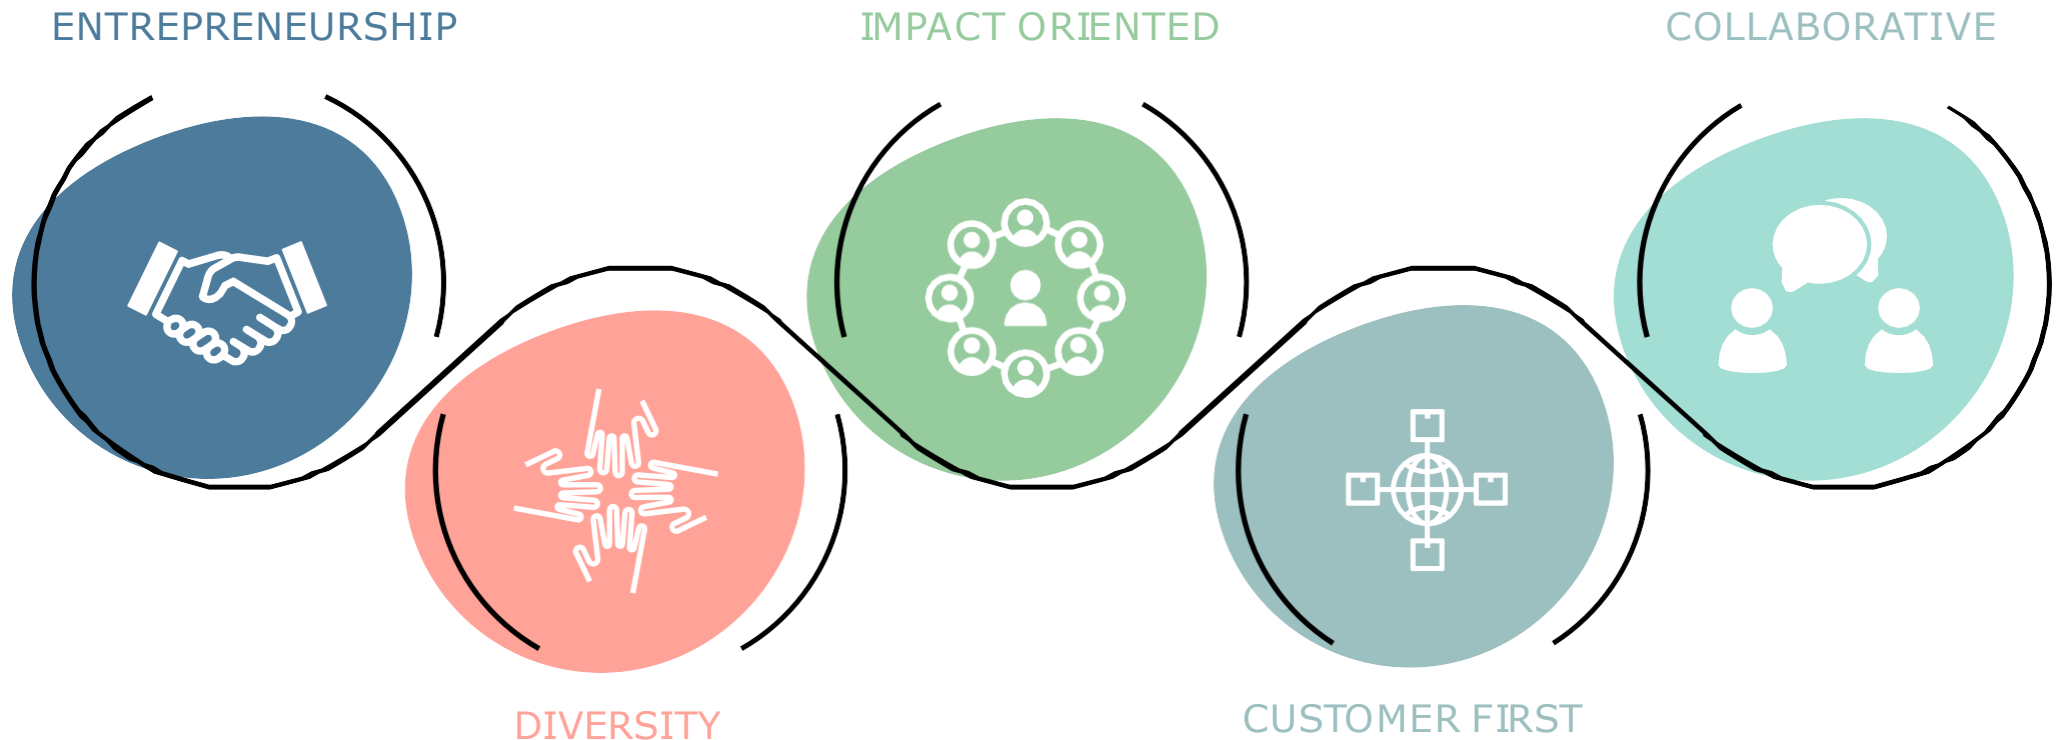 ENTREPRENEURSHIP
IMPACT ORIENTED
COLLABORATIVE
DIVERSITY
CUSTOMER FIRST